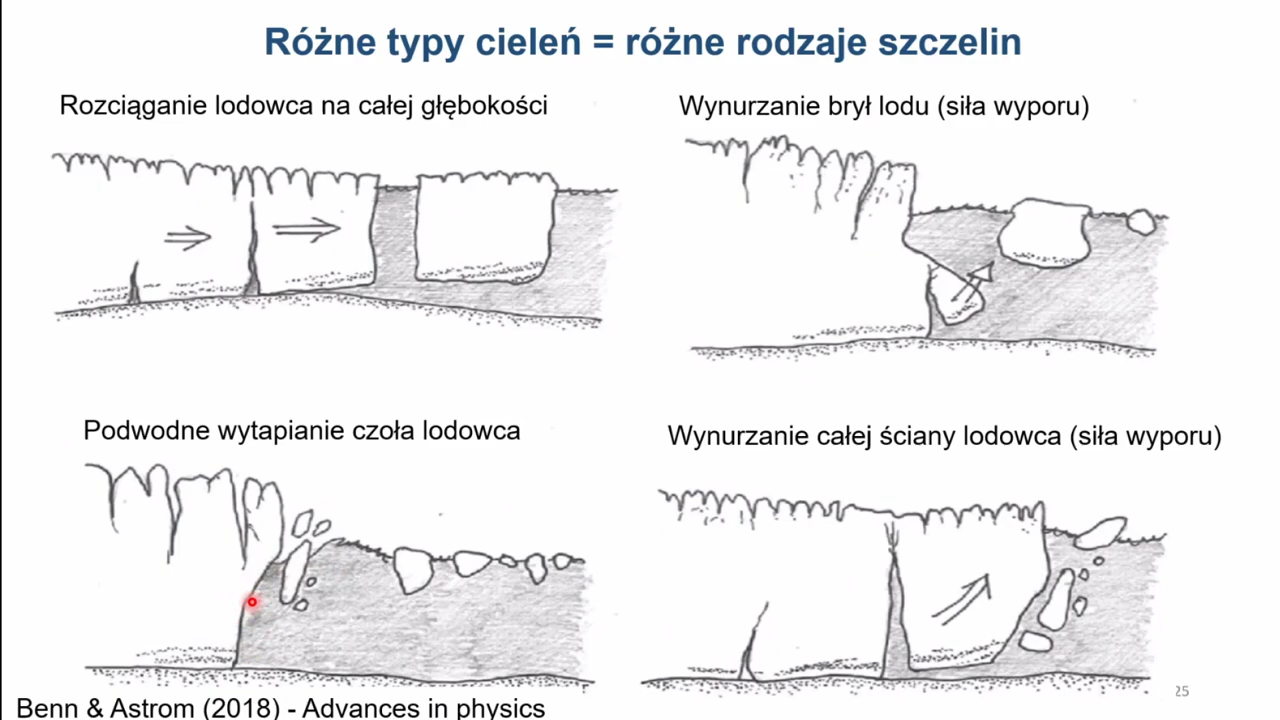 Różne typy cieleń = różne rodzaje szczelin
Rozciąganie lodowca na całej głębokości
Wynurzanie brył lodu (siła wyporu)
Podwodne wytapianie czoła lodowca
Wynurzanie całej ściany lodowca (siła wyporu)
25
Benn & Astrom (2018) - Advances in physics